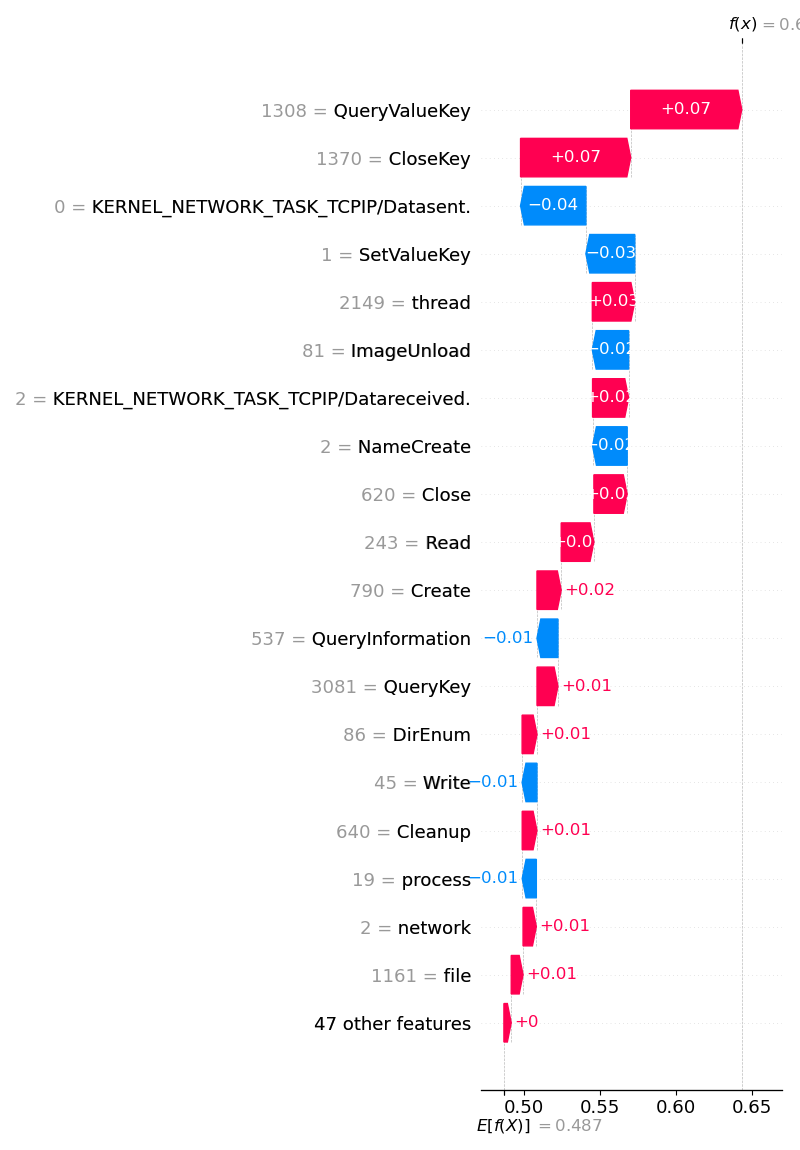 f(x) = 0.6
1308 = QueryValueKey +0.07
1370 = CloseKey +0.07
0 = KERNEL_NETWORK_TASK_TCPIP/Datasent. −0.04
1 = SetValueKey −0.03
2149 = thread +0.03
81 = ImageUnload −0.02
2 = KERNEL_NETWORK_TASK_TCPIP/Datareceived. +0.02
2 = NameCreate −0.02
620 = Close +0.0
243 = Read +0.0
790 = Create +0.02
537 = QueryInformation −0.01
3081 = QueryKey +0.01
86 = DirEnum +0.01
45 = Write −0.01
640 = Cleanup +0.01
19 = process −0.01
2 = network +0.01
1161 = file +0.01
47 other features +0
0.50 0.55 0.60 0.65
E[f(X)] = 0.487